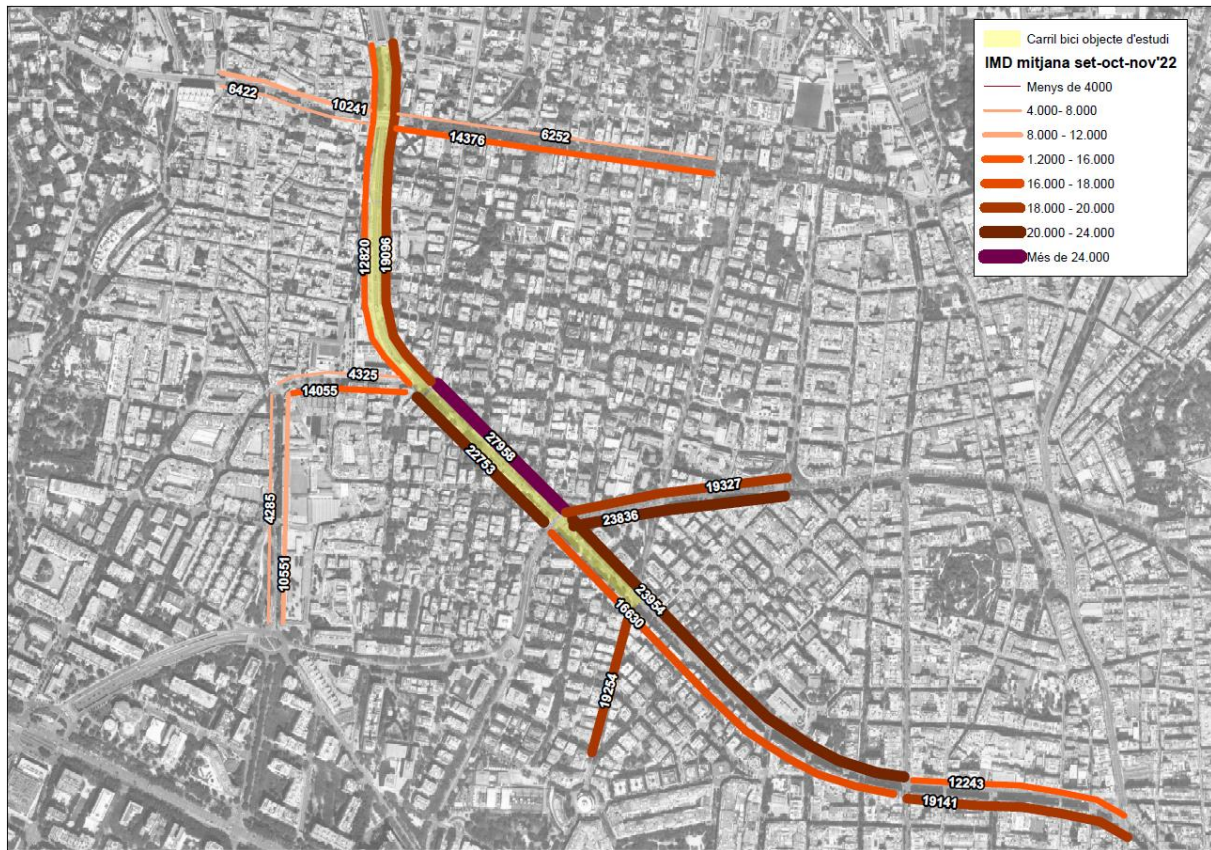 Carril bici objecte d'estudi
IMD mitjana set-oct-nov'22
Menys de 4000
4.000- 8.000
8.000 - 12.000
1.2000 - 16.000
16.000 - 18.000
18.000 - 20.000
20.000 - 24.000
Més de 24.000
6422
10241
6252
14376
12820
19096
4325
14055
27958
22753
19327
23836
4285
10551
23954
16630
19254
12243
19141